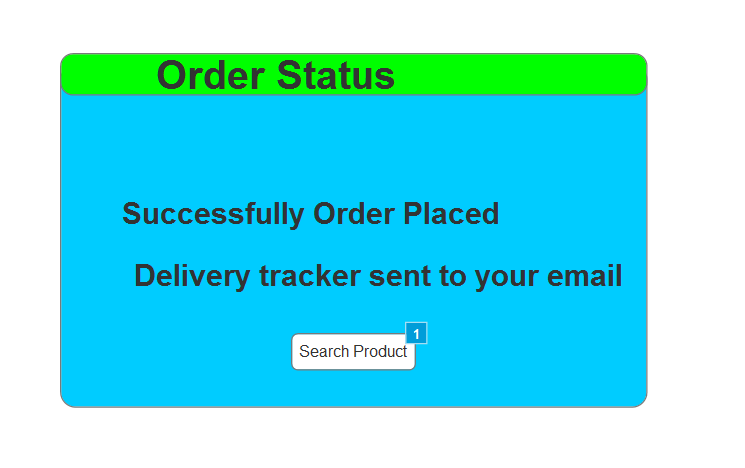 Order Status
Successfully Order Placed
Delivery tracker sent to your email
1
Search Product